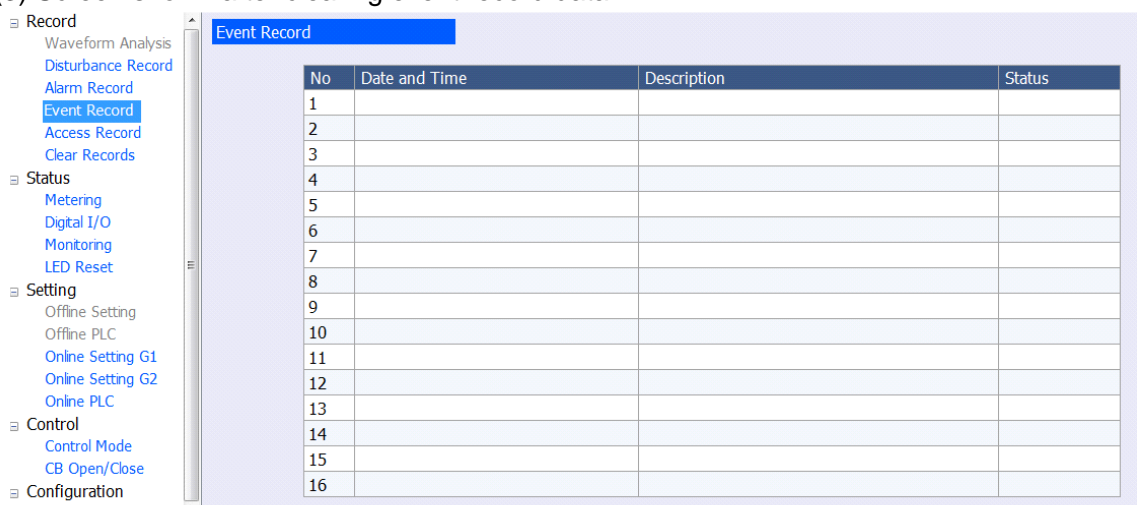 Record
Waveform Analysis
Disturbance Record
Alarm Record
Event Record
Access Record
Clear Records
Status
Metering
Digital I/O
Monitoring
LED Reset
Setting
Offline Setting
Offline PLC
Online Setting G1
Online Setting G2
Online PLC
Control
Control Mode
CB Open/Close
Configuration
Event Record
No Date and Time Description Status
1
2
3
4
5
6
7
8
9
10
11
12
13
14
15
16